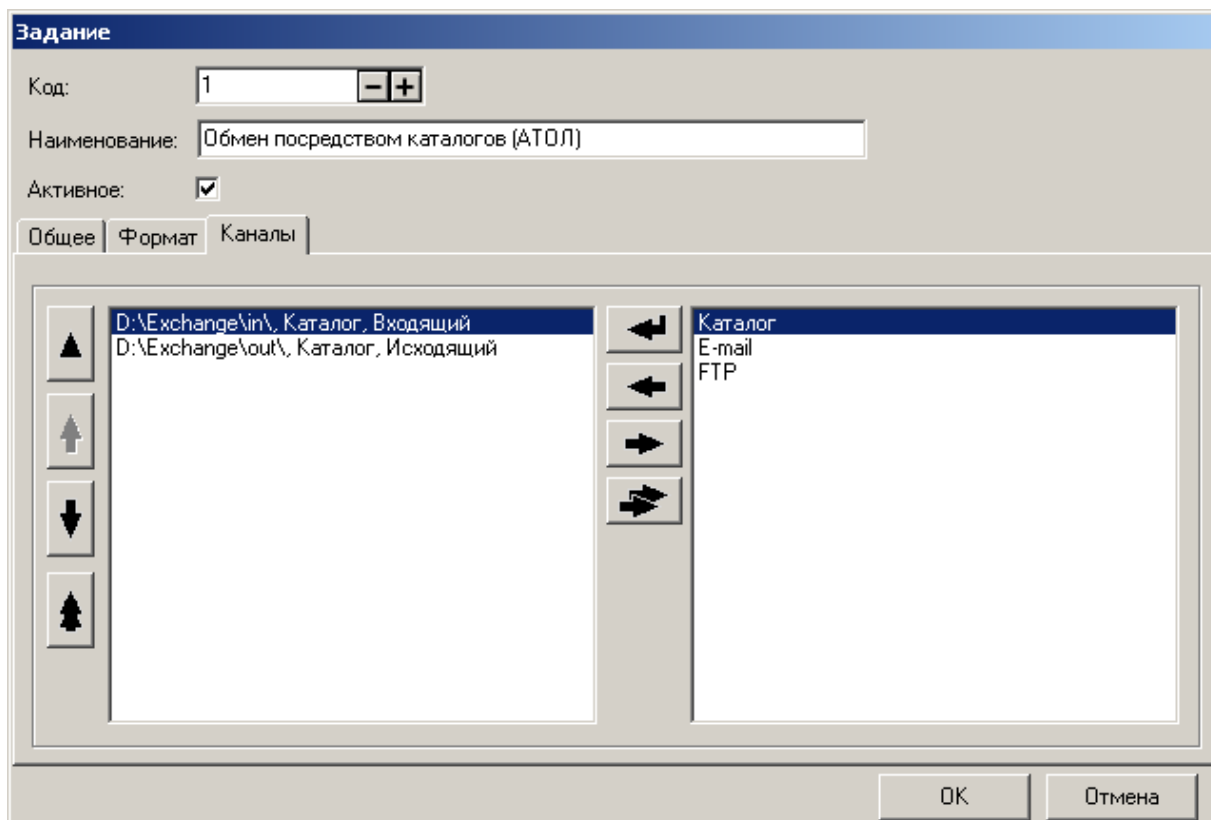 Задание
Код: 1
Наименование: Обмен посредством каталогов (АТОЛ)
Активное:
Общее Формат Каналы
D:\Exchange\in\, Каталог, Входящий
D:\Exchange\out\, Каталог, Исходящий
Каталог
E-mail
FTP
OK Отмена